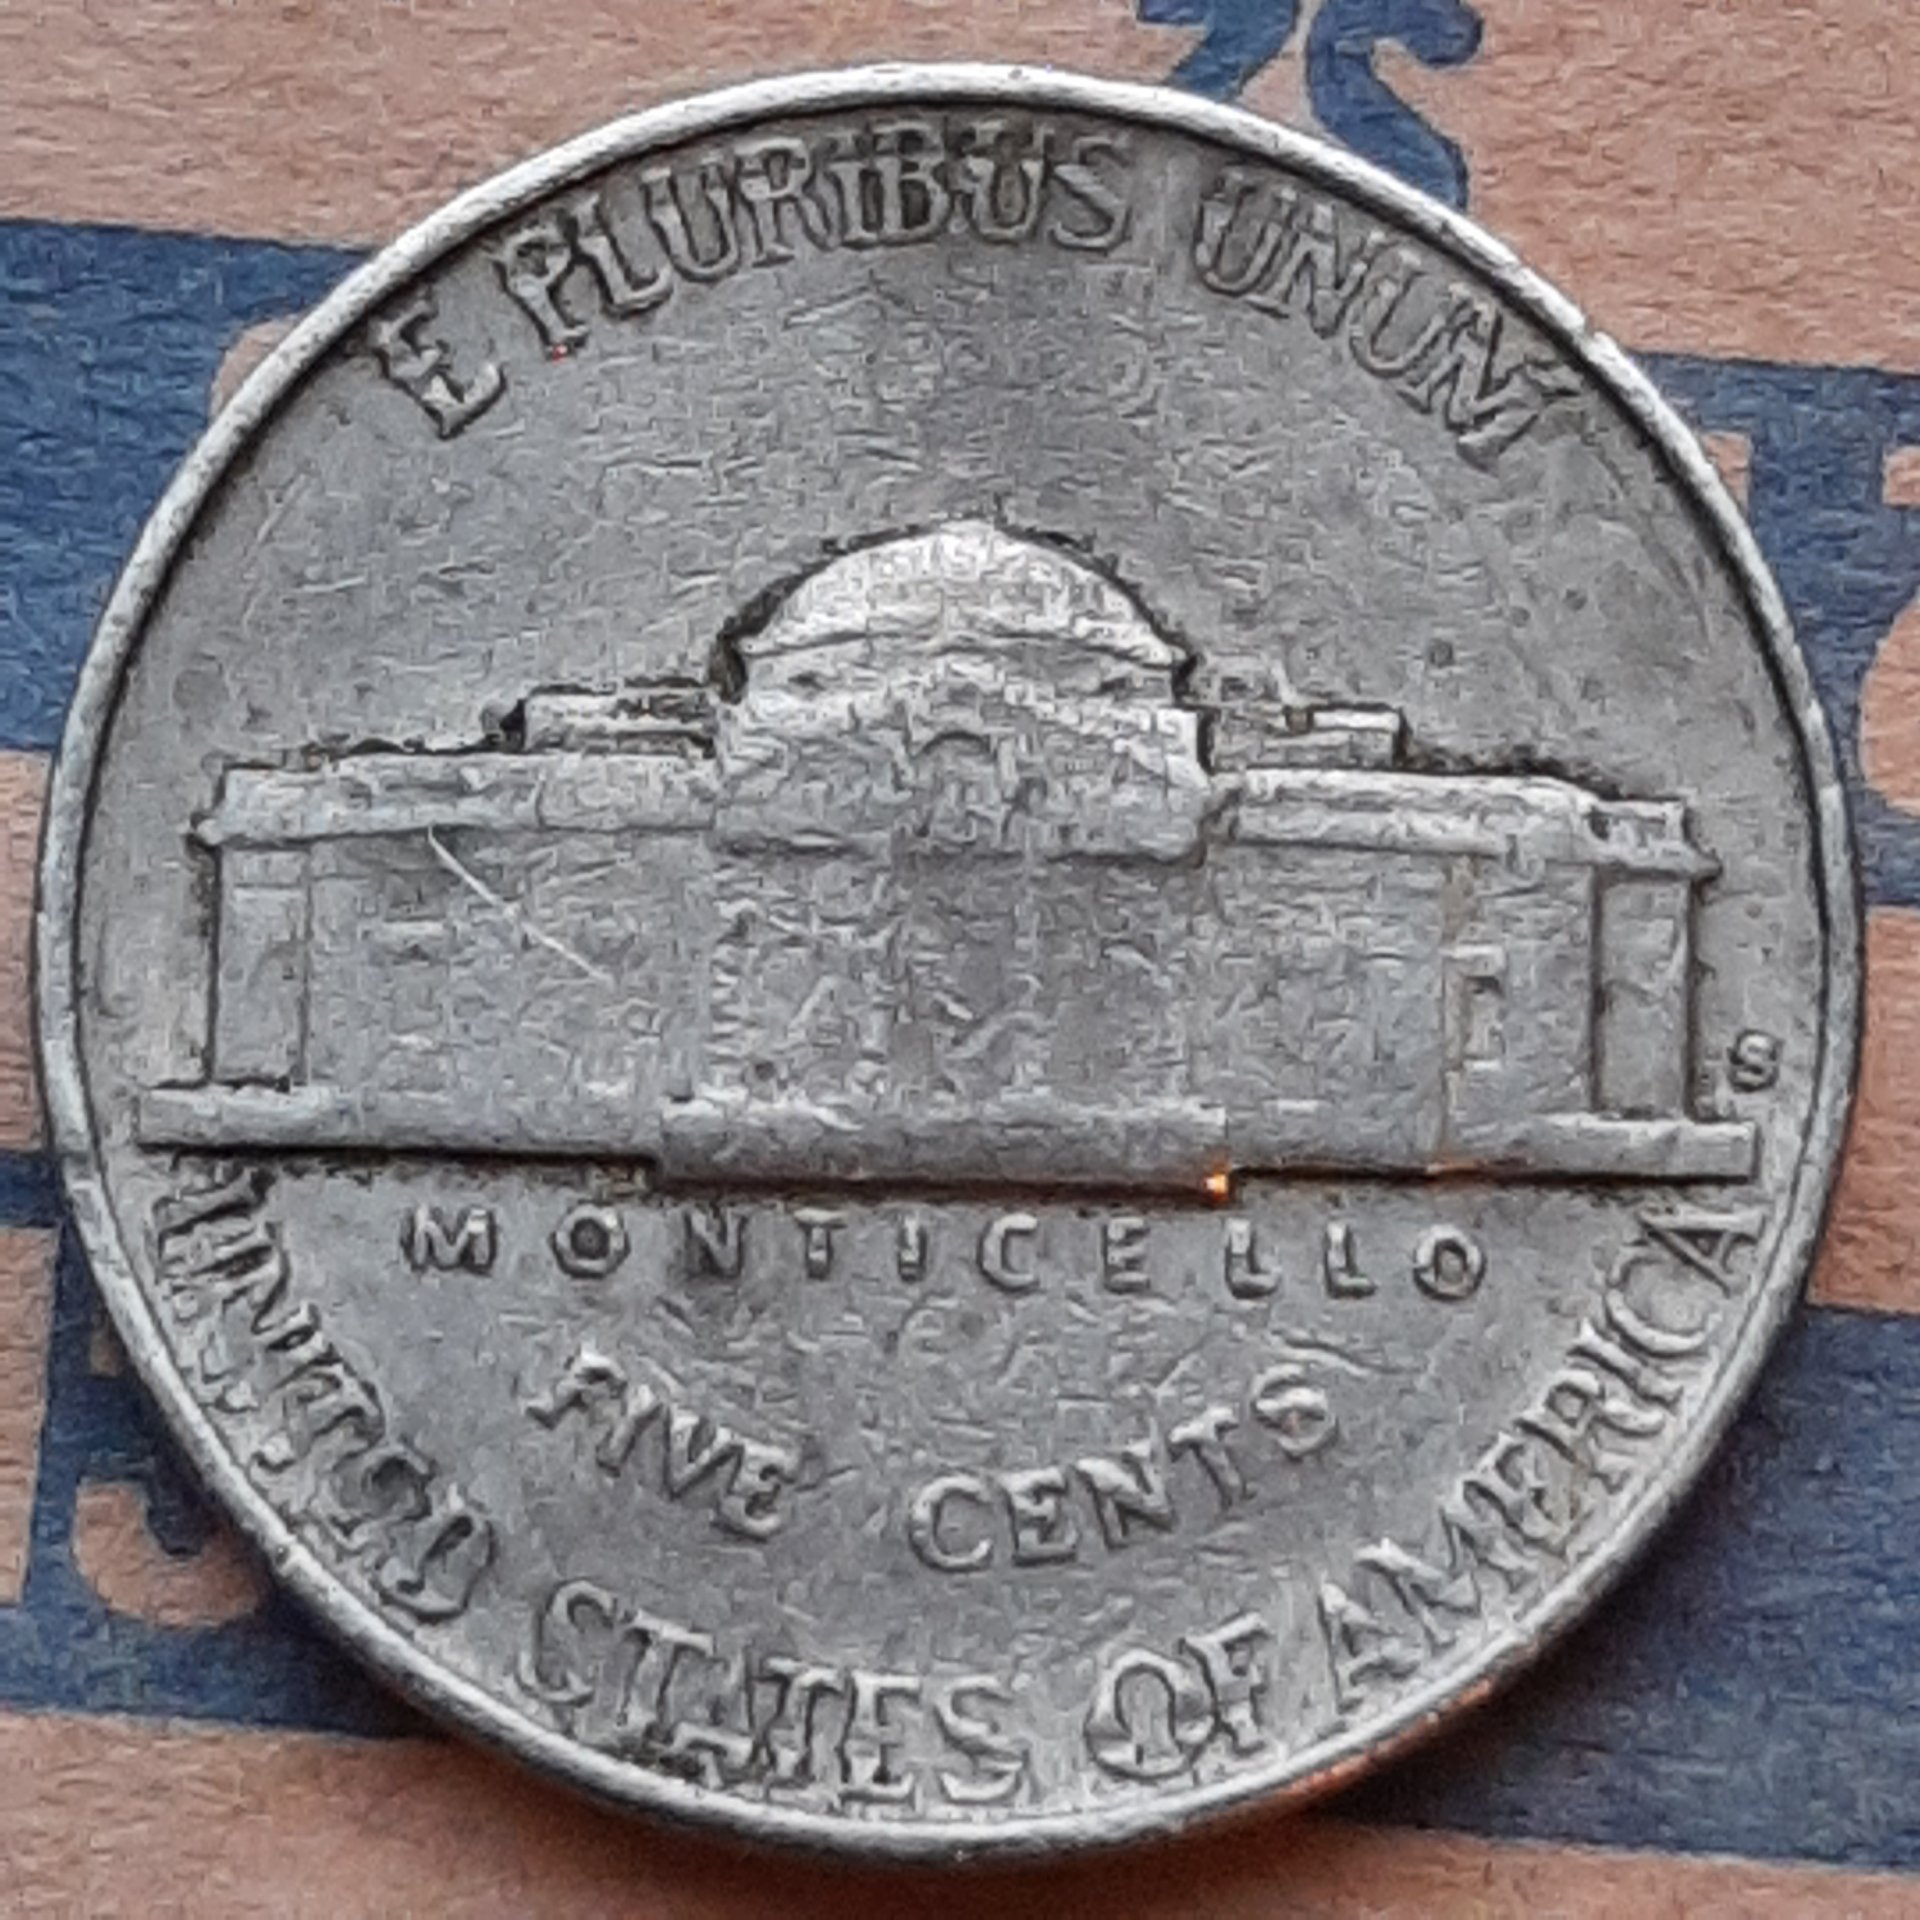 E PLURIBUS UNUM
S
MONTICELLO
FIVE CENTS
UNITED STATES OF AMERICA